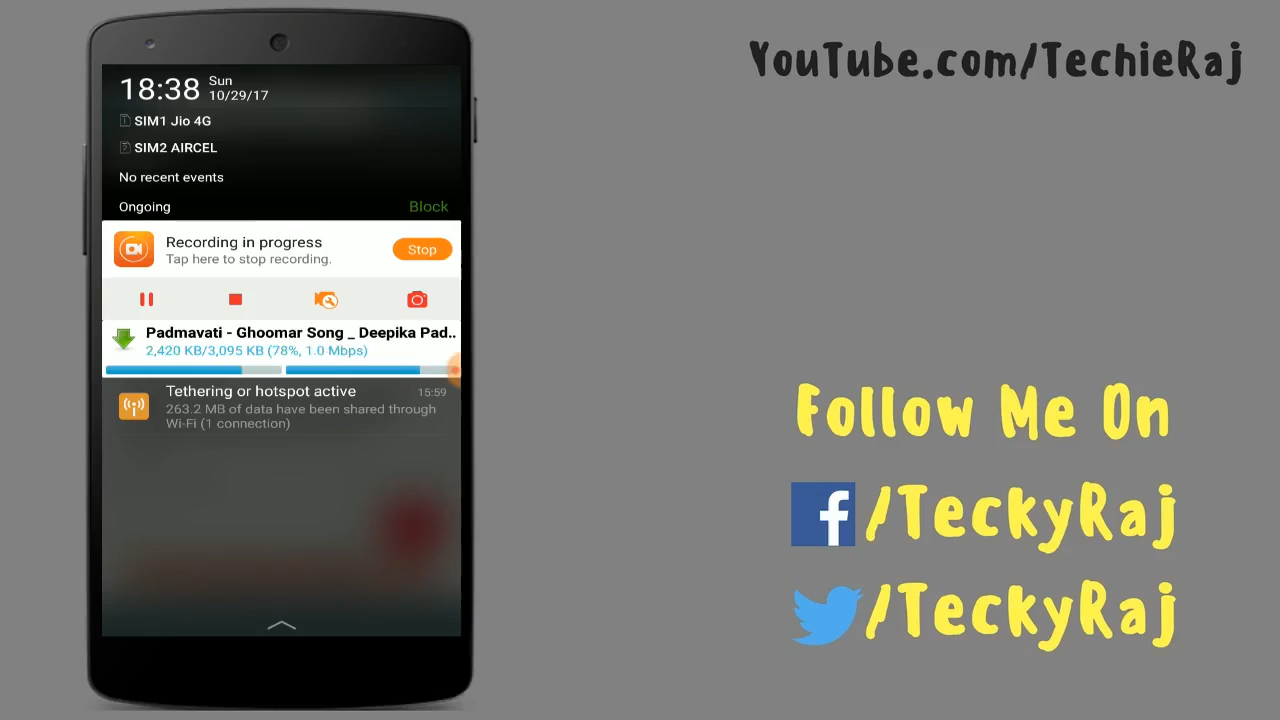 YouTube.com/TechieRaj
18:38 Sun
10/29/17
SIM1 Jio 4G
SIM2 AIRCEL
No recent events
Ongoing Block
Recording in progress
Tap here to stop recording.
Stop
Padmavati - Ghoomar Song _ Deepika Pad..
2,420 KB/3,095 KB (78%, 1.0 Mbps)
Tethering or hotspot active 15:59
263.2 MB of data have been shared through
Wi-Fi (1 connection)
Follow Me On
f/TeckyRaj
/TeckyRaj